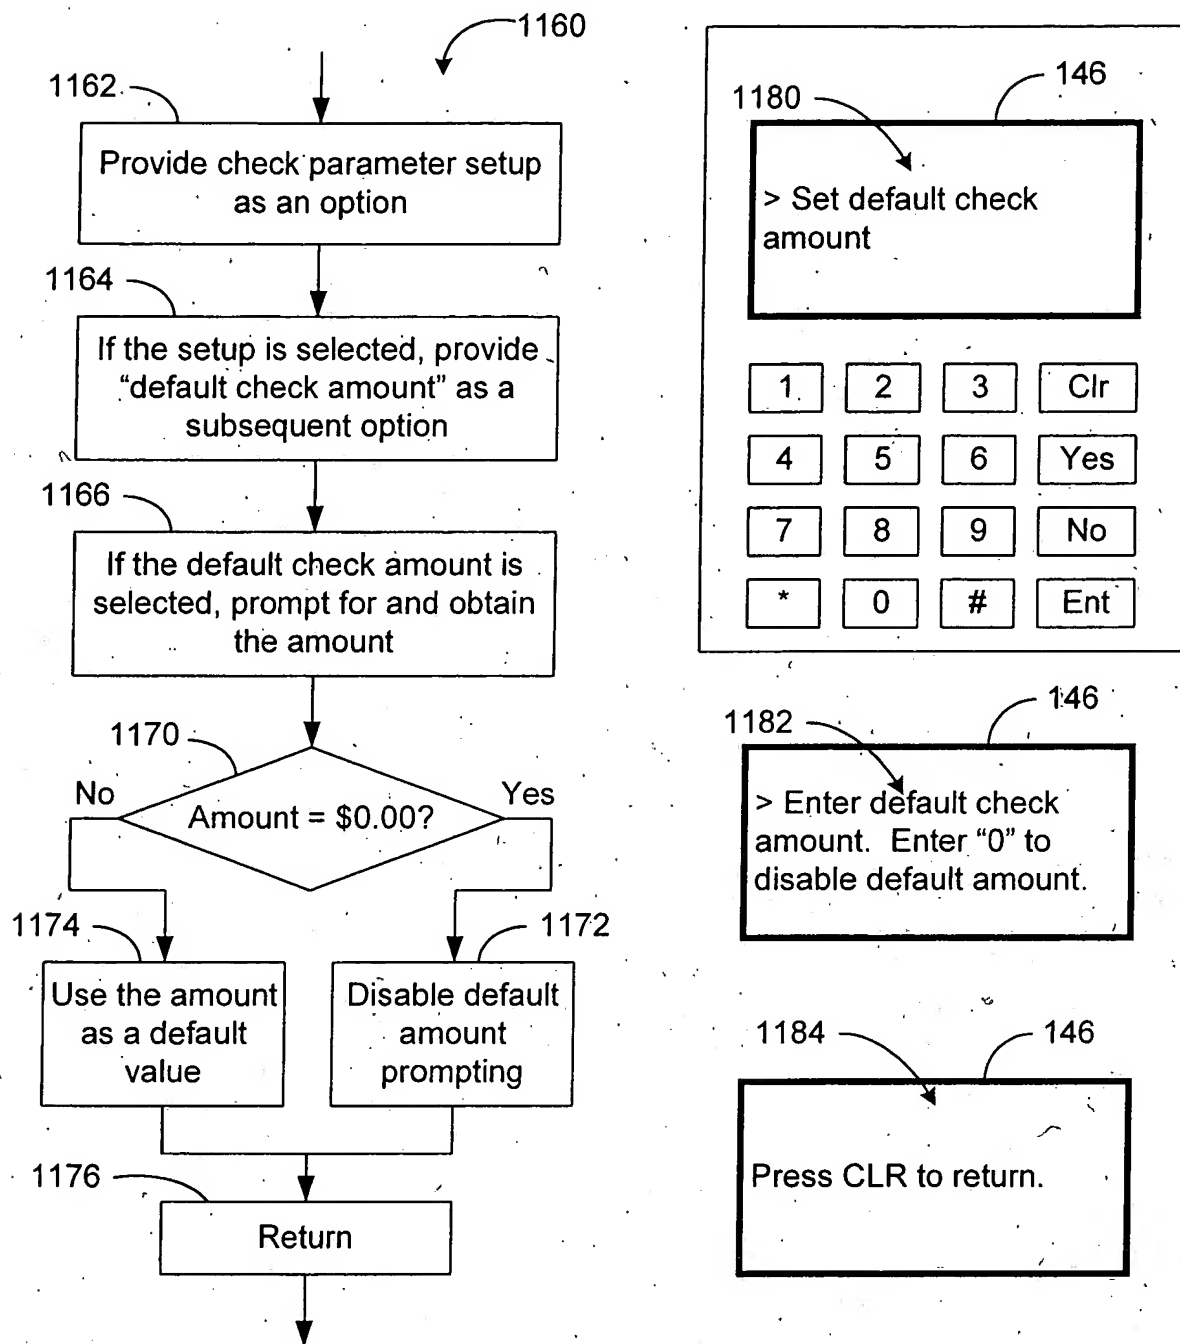 1160
1162
Provide check parameter setup
as an option
1164
If the setup is selected, provide
“default check amount” as a
subsequent option
1166
If the default check amount is
selected, prompt for and obtain
the amount
1170
No
Yes
Amount = $0.00?
1174
1172
Use the amount
as a default
value
Disable default
amount
prompting
1176
Return
1180
146
> Set default check
amount
1 2 3 Clr
4 5 6 Yes
7 8 9 No
* 0 # Ent
1182
146
> Enter default check
amount. Enter “0” to
disable default amount.
1184
146
Press CLR to return.